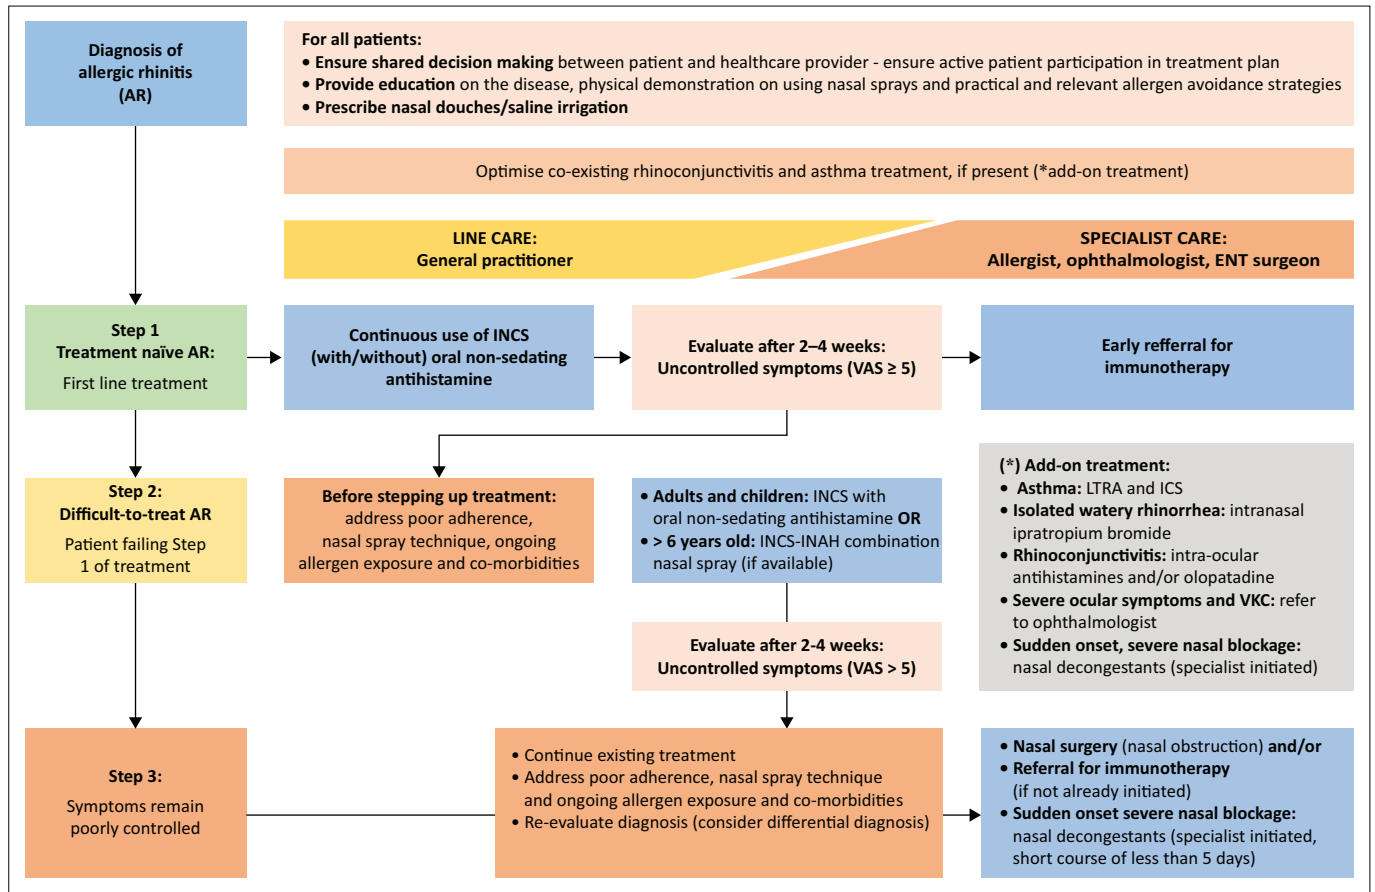 Diagnosis of
allergic rhinitis
(AR)
For all patients:
• Ensure shared decision making between patient and healthcare provider - ensure active patient participation in treatment plan
• Provide education on the disease, physical demonstration on using nasal sprays and practical and relevant allergen avoidance strategies
• Prescribe nasal douches/saline irrigation
Optimise co-existing rhinoconjunctivitis and asthma treatment, if present (*add-on treatment)
LINE CARE:
General practitioner
SPECIALIST CARE:
Allergist, ophthalmologist, ENT surgeon
Step 1
Treatment naïve AR:
First line treatment
Continuous use of INCS
(with/without) oral non-sedating
antihistamine
Evaluate after 2–4 weeks:
Uncontrolled symptoms (VAS ≥ 5)
Early refferral for
immunotherapy
Step 2:
Difficult-to-treat AR
Patient failing Step
1 of treatment
Before stepping up treatment:
address poor adherence,
nasal spray technique, ongoing
allergen exposure and co-morbidities
• Adults and children: INCS with
oral non-sedating antihistamine OR
• > 6 years old: INCS-INAH combination
nasal spray (if available)
(*) Add-on treatment:
• Asthma: LTRA and ICS
• Isolated watery rhinorrhea: intranasal
ipratropium bromide
• Rhinoconjunctivitis: intra-ocular
antihistamines and/or olopatadine
• Severe ocular symptoms and VKC: refer
to ophthalmologist
• Sudden onset, severe nasal blockage:
nasal decongestants (specialist initiated)
Evaluate after 2-4 weeks:
Uncontrolled symptoms (VAS > 5)
Step 3:
Symptoms remain
poorly controlled
• Continue existing treatment
• Address poor adherence, nasal spray technique
and ongoing allergen exposure and co-morbidities
• Re-evaluate diagnosis (consider differential diagnosis)
• Nasal surgery (nasal obstruction) and/or
• Referral for immunotherapy
(if not already initiated)
• Sudden onset severe nasal blockage:
nasal decongestants (specialist initiated,
short course of less than 5 days)